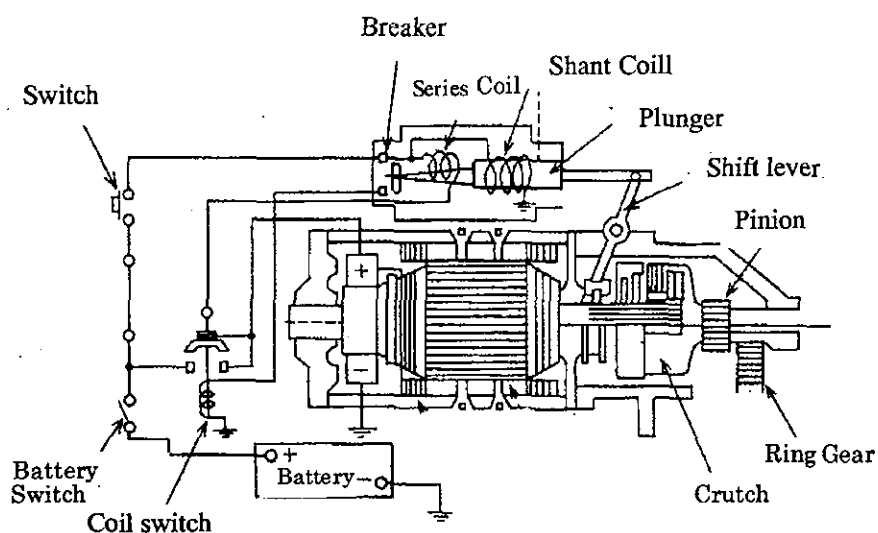 Breaker
Series Coil
Shant Coill
Switch
Plunger
Shift lever
Pinion
+
−
Battery Switch
Coil switch
+
Battery −
Crutch
Ring Gear